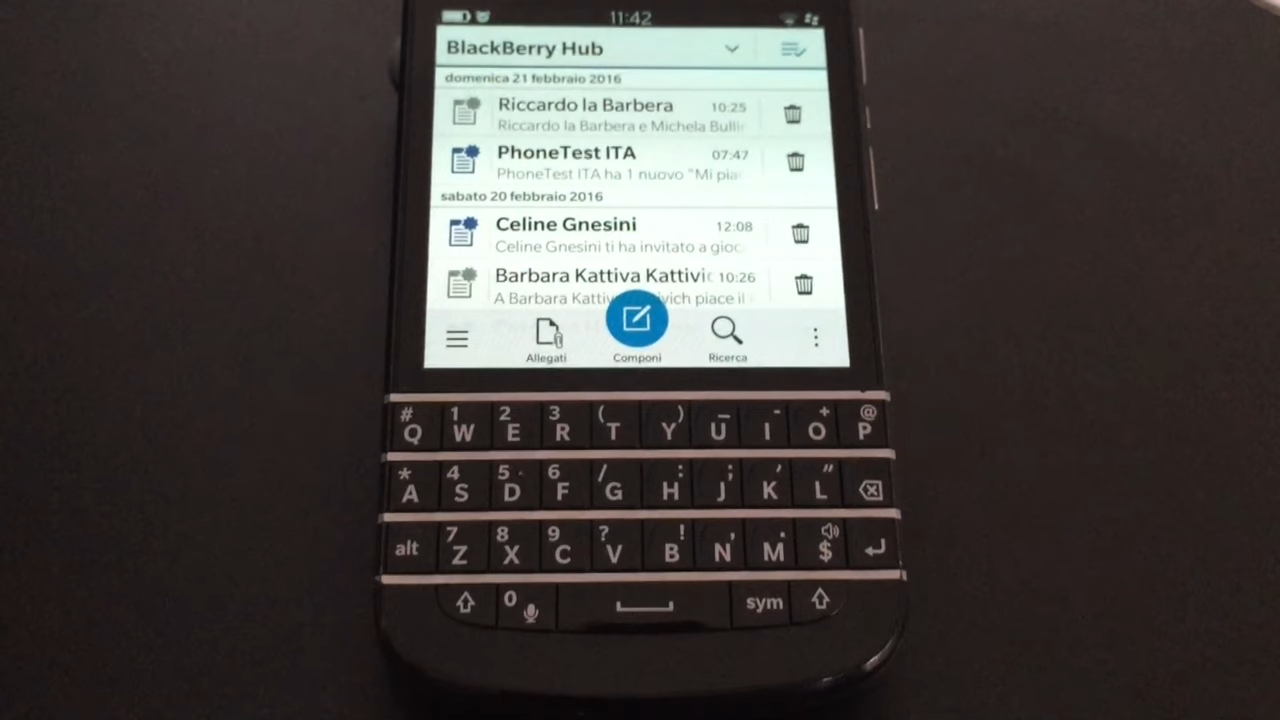 11:42
BlackBerry Hub
domenica 21 febbraio 2016
Riccardo la Barbera 10:25
Riccardo la Barbera e Michela Bulli
PhoneTest ITA 07:47
PhoneTest ITA ha 1 nuovo "Mi pia
sabato 20 febbraio 2016
Celine Gnesini 12:08
Celine Gnesini ti ha invitato a gioc
Barbara Kattiva Kattivic 10:26
A Barbara Kattiv vich piace il
Allegati Componi Ricerca
# 1 2 3 ( ) _ - + @
Q W E R T Y U I O P
* 4 5 6 / : ; ' "
A S D F G H J K L
7 8 9 ? ! , .
alt Z X C V B N M $
0 sym